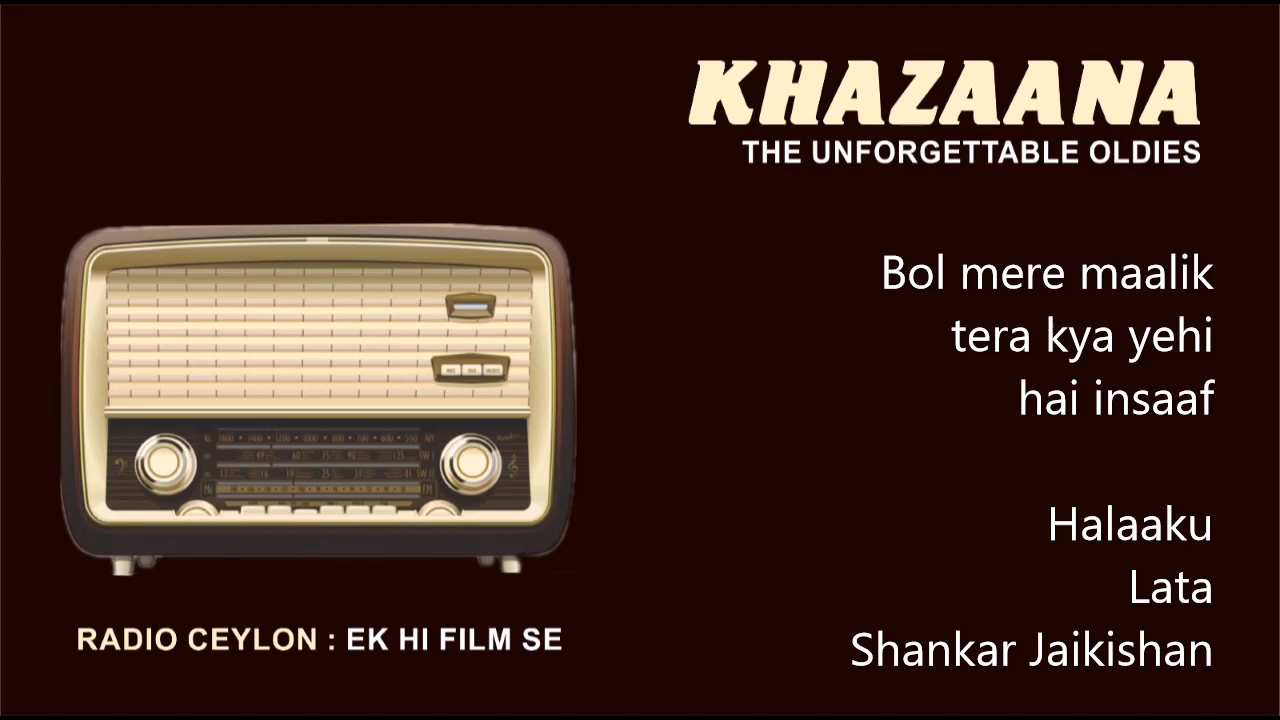 KHAZAANA
THE UNFORGETTABLE OLDIES
Bol mere maalik
tera kya yehi
hai insaaf
Halaaku
Lata
Shankar Jaikishan
RADIO CEYLON : EK HI FILM SE